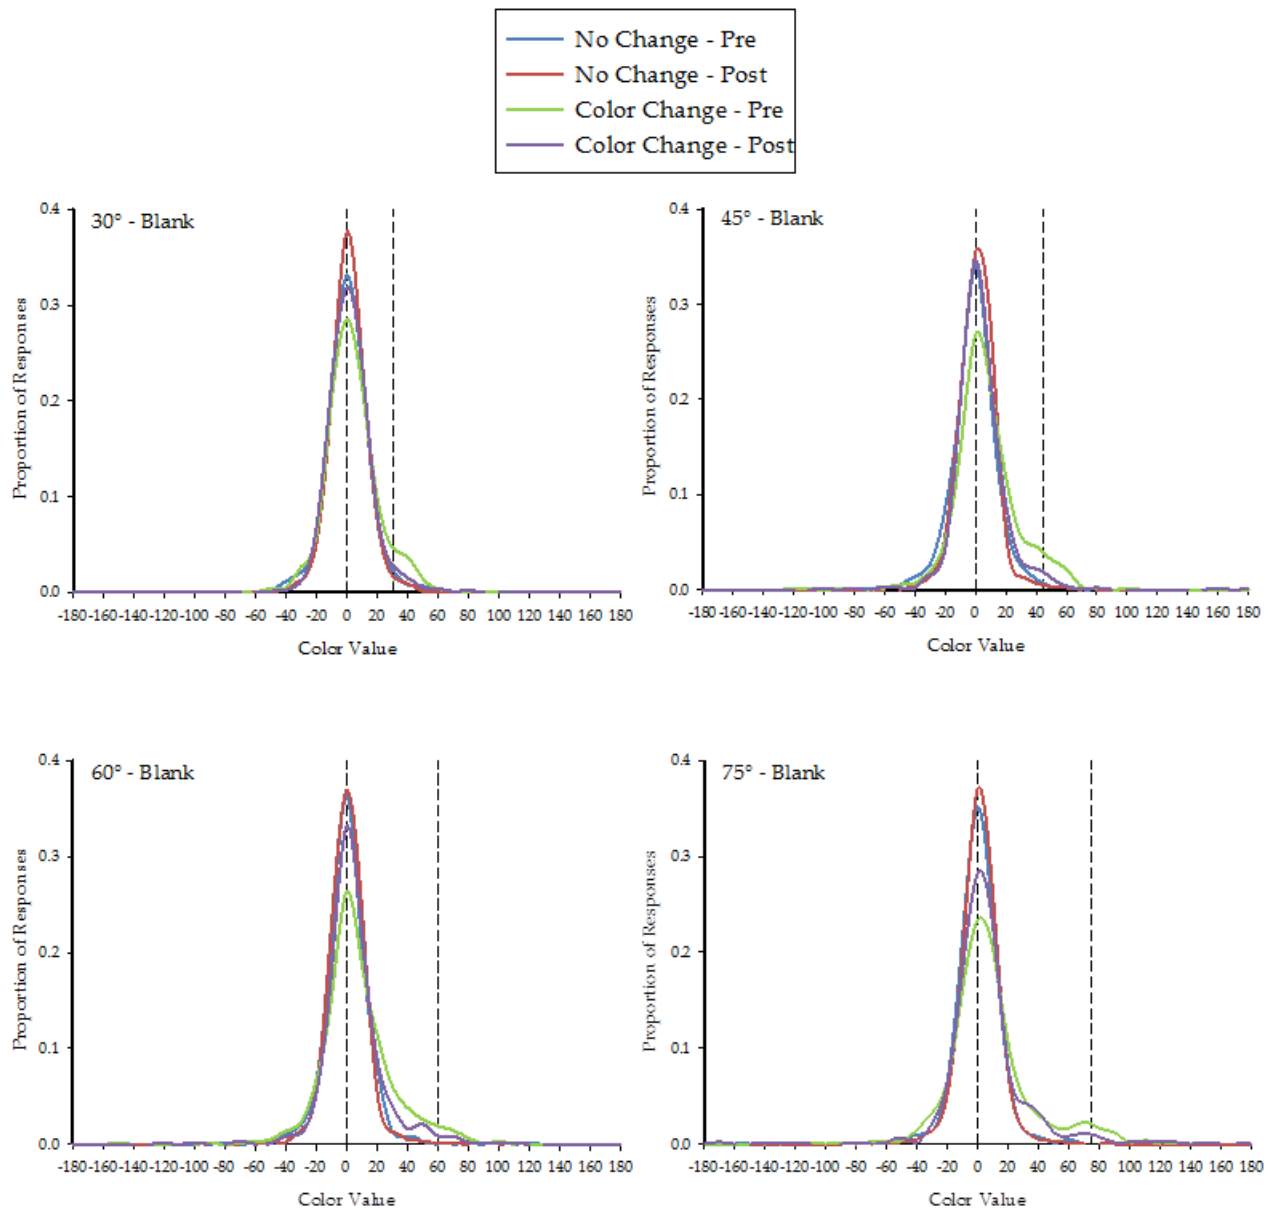 No Change - Pre
No Change - Post
Color Change - Pre
Color Change - Post
30° - Blank
Proportion of Responses
0.4
0.3
0.2
0.1
0.0
-180-160-140-120-100 -80 -60 -40 -20 0 20 40 60 80 100 120 140 160 180
Color Value
45° - Blank
Proportion of Responses
0.4
0.3
0.2
0.1
0.0
-180 -160-140-120-100 -80 -60 -40 -20 0 20 40 60 80 100 120 140 160 180
Color Value
60° - Blank
Proportion of Responses
0.4
0.3
0.2
0.1
0.0
-180-160-140-120-100 -80 -60 -40 -20 0 20 40 60 80 100 120 140 160 180
Color Value
75° - Blank
Proportion of Responses
0.4
0.3
0.2
0.1
0.0
-180-160-140-120-100 -80 -60 -40 -20 0 20 40 60 80 100 120 140 160 180
Color Value